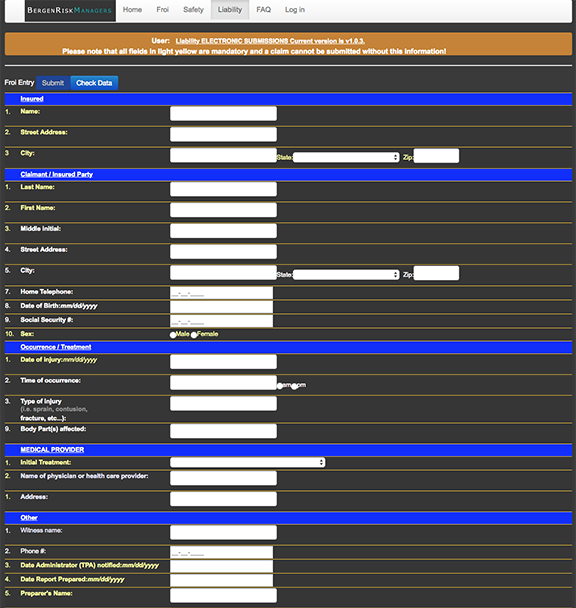 BERGENRISKMANAGERS Home Froi Safety Liability FAQ Log in
User: Liability ELECTRONIC SUBMISSIONS Current version is v1.0.3.
Please note that all fields in light yellow are mandatory and a claim cannot be submitted without this information!
Froi Entry Submit Check Data
Insured
1. Name:
2. Street Address:
3 City: State: Zip:
Claimant / Insured Party
1. Last Name:
2. First Name:
3. Middle Initial:
4. Street Address:
5. City: State: Zip:
7. Home Telephone: __-__-____
8. Date of Birth:mm/dd/yyyy
9. Social Security #: __-__-____
10. Sex: Male Female
Occurrence / Treatment
1. Date of injury:mm/dd/yyyy
2. Time of occurrence: am pm
3. Type of injury
(i.e. sprain, contusion,
fracture, etc...):
9. Body Part(s) affected:
MEDICAL PROVIDER
1. Initial Treatment:
2. Name of physician or health care provider:
1. Address:
Other
1. Witness name:
2. Phone #: __-__-____
3. Date Administrator (TPA) notified:mm/dd/yyyy
4. Date Report Prepared:mm/dd/yyyy
5. Preparer's Name: